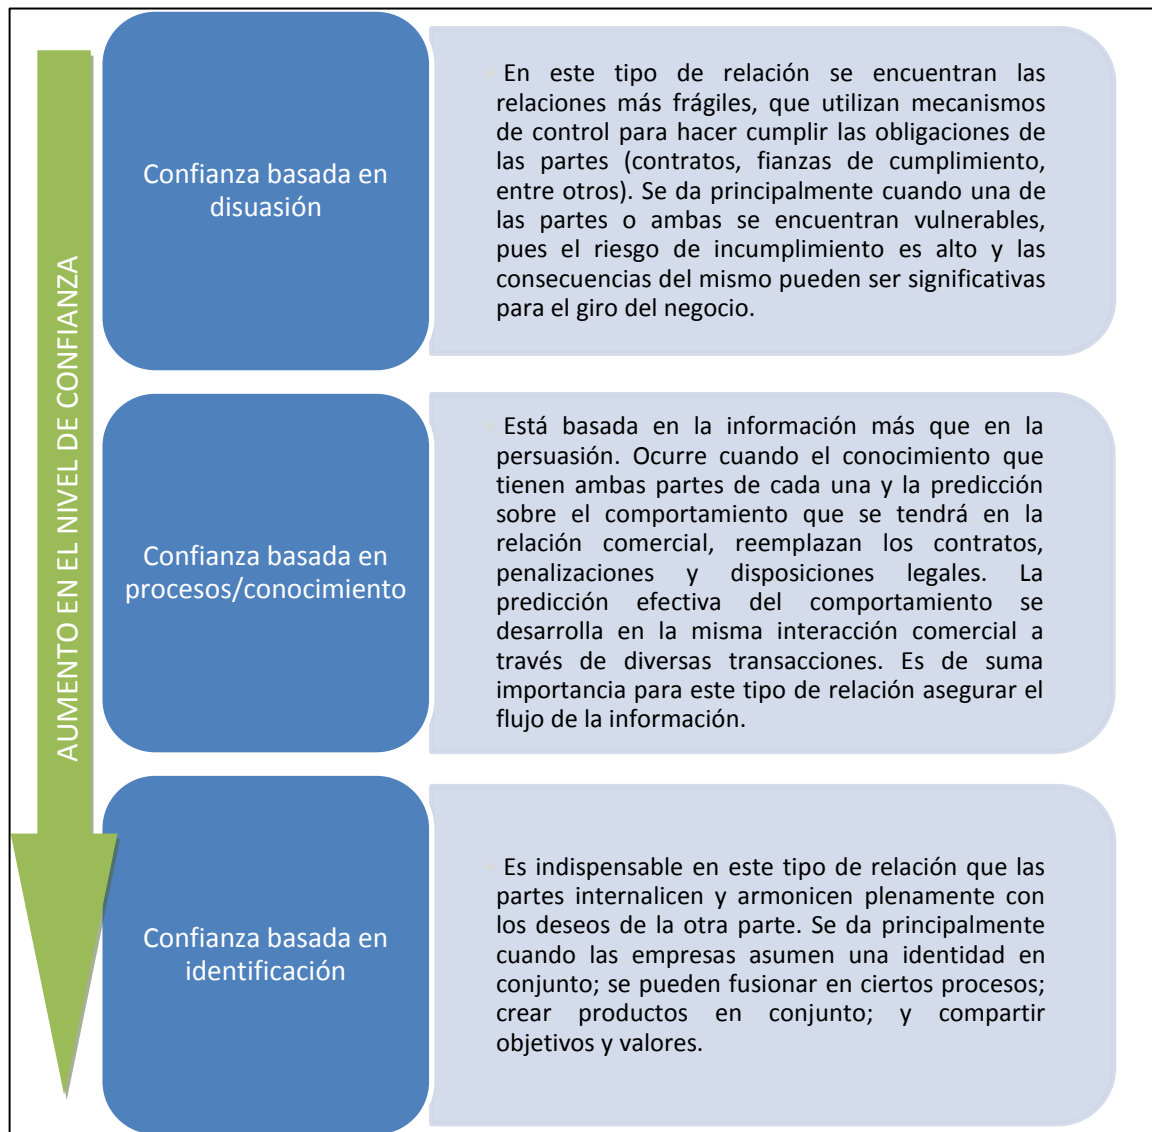 AUMENTO EN EL NIVEL DE CONFIANZA
Confianza basada en
disuasión
En este tipo de relación se encuentran las
relaciones más frágiles, que utilizan mecanismos
de control para hacer cumplir las obligaciones de
las partes (contratos, fianzas de cumplimiento,
entre otros). Se da principalmente cuando una de
las partes o ambas se encuentran vulnerables,
pues el riesgo de incumplimiento es alto y las
consecuencias del mismo pueden ser significativas
para el giro del negocio.
Confianza basada en
procesos/conocimiento
Está basada en la información más que en la
persuasión. Ocurre cuando el conocimiento que
tienen ambas partes de cada una y la predicción
sobre el comportamiento que se tendrá en la
relación comercial, reemplazan los contratos,
penalizaciones y disposiciones legales. La
predicción efectiva del comportamiento se
desarrolla en la misma interacción comercial a
través de diversas transacciones. Es de suma
importancia para este tipo de relación asegurar el
flujo de la información.
Confianza basada en
identificación
Es indispensable en este tipo de relación que las
partes internalicen y armonicen plenamente con
los deseos de la otra parte. Se da principalmente
cuando las empresas asumen una identidad en
conjunto; se pueden fusionar en ciertos procesos;
crear productos en conjunto; y compartir
objetivos y valores.